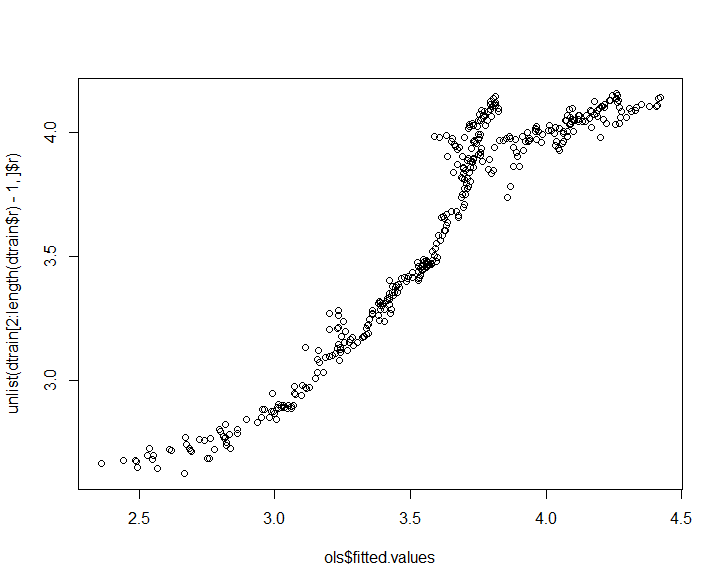 unlist(dtrain[2:length(dtrain$r) - 1, ]$r)
4.0
3.5
3.0
2.5 3.0 3.5 4.0 4.5
ols$fitted.values